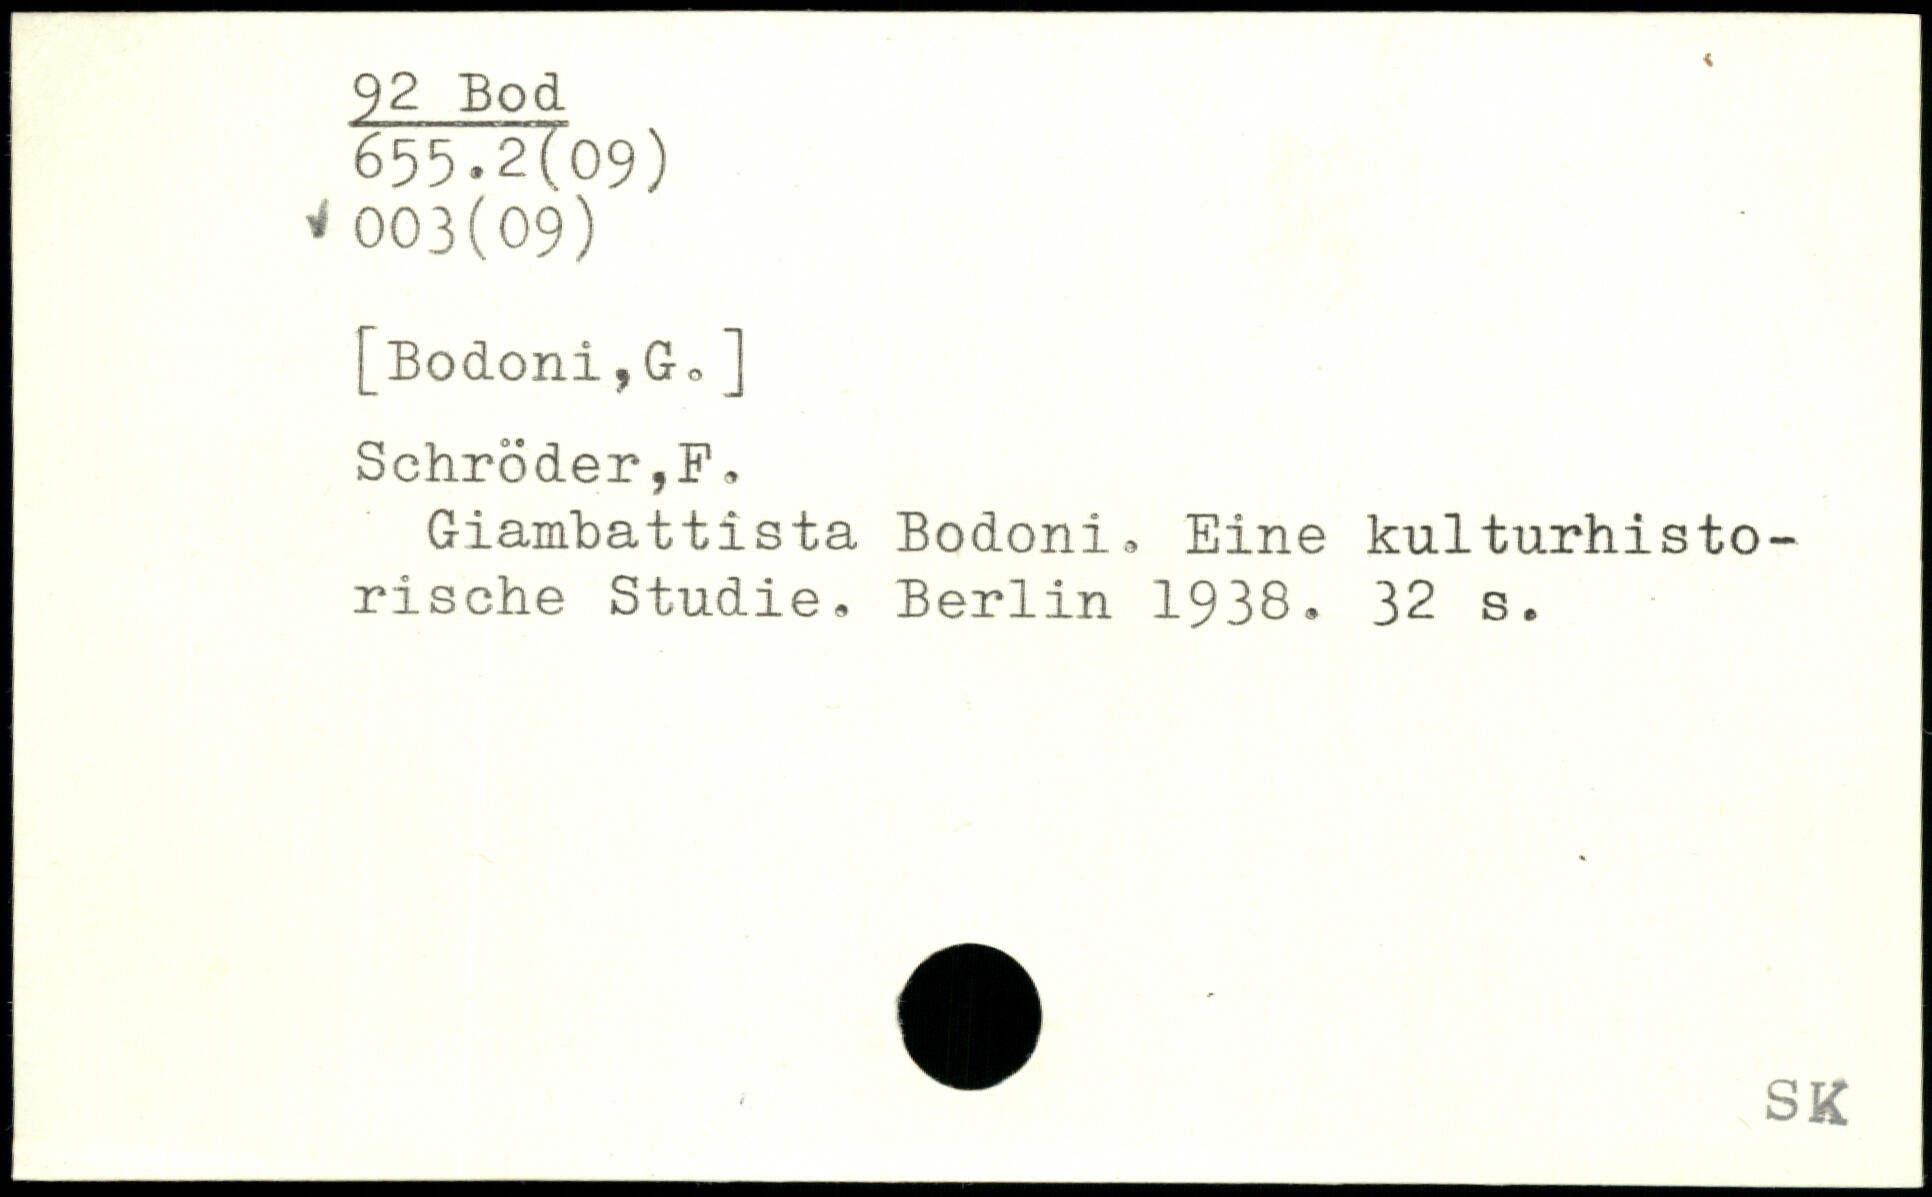 92 Bod
655.2(09)
003(09)
[Bodoni,G.]
Schröder,F.
Giambattista Bodoni. Eine kulturhisto-
rische Studie. Berlin 1938. 32 s.
SK